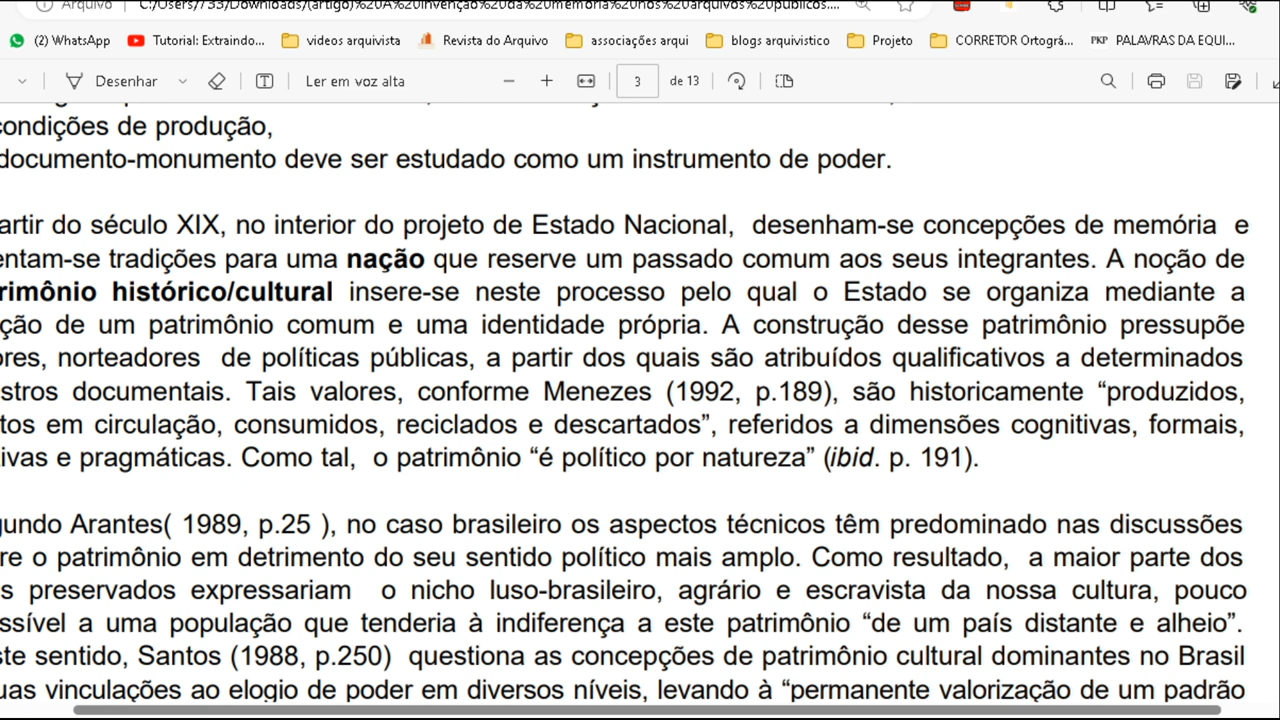 Arquivo C:/Users/733/Downloads/(artigo)%20A%20invenção%20da%20memória%20nos%20arquivos%20públicos....
(2) WhatsApp Tutorial: Extraindo... videos arquivista Revista do Arquivo associações arqui blogs arquivistico Projeto CORRETOR Ortográ... PKP PALAVRAS DA EQUI...
Desenhar Ler em voz alta 3 de 13
condições de produção,
documento-monumento deve ser estudado como um instrumento de poder.
artir do século XIX, no interior do projeto de Estado Nacional, desenham-se concepções de memória e
entam-se tradições para uma nação que reserve um passado comum aos seus integrantes. A noção de
rimônio histórico/cultural insere-se neste processo pelo qual o Estado se organiza mediante a
ção de um patrimônio comum e uma identidade própria. A construção desse patrimônio pressupõe
ores, norteadores de políticas públicas, a partir dos quais são atribuídos qualificativos a determinados
stros documentais. Tais valores, conforme Menezes (1992, p.189), são historicamente “produzidos,
tos em circulação, consumidos, reciclados e descartados”, referidos a dimensões cognitivas, formais,
ivas e pragmáticas. Como tal, o patrimônio “é político por natureza” (ibid. p. 191).
gundo Arantes( 1989, p.25 ), no caso brasileiro os aspectos técnicos têm predominado nas discussões
re o patrimônio em detrimento do seu sentido político mais amplo. Como resultado, a maior parte dos
s preservados expressariam o nicho luso-brasileiro, agrário e escravista da nossa cultura, pouco
ssível a uma população que tenderia à indiferença a este patrimônio “de um país distante e alheio”.
ste sentido, Santos (1988, p.250) questiona as concepções de patrimônio cultural dominantes no Brasil
uas vinculações ao elogio de poder em diversos níveis, levando à “permanente valorização de um padrão